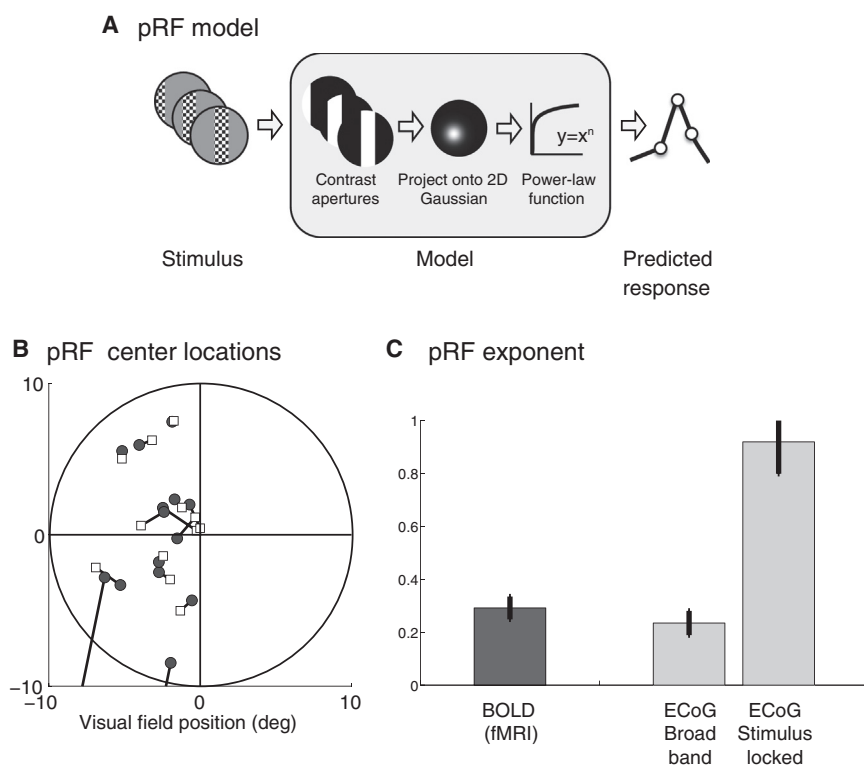 A pRF model
y=xⁿ
Contrast
apertures
Project onto 2D
Gaussian
Power-law
function
Stimulus
Model
Predicted
response
B pRF center locations
10
0
−10
−10
0
10
Visual field position (deg)
C pRF exponent
1
0.8
0.6
0.4
0.2
0
BOLD
(fMRI)
ECoG
Broad
band
ECoG
Stimulus
locked